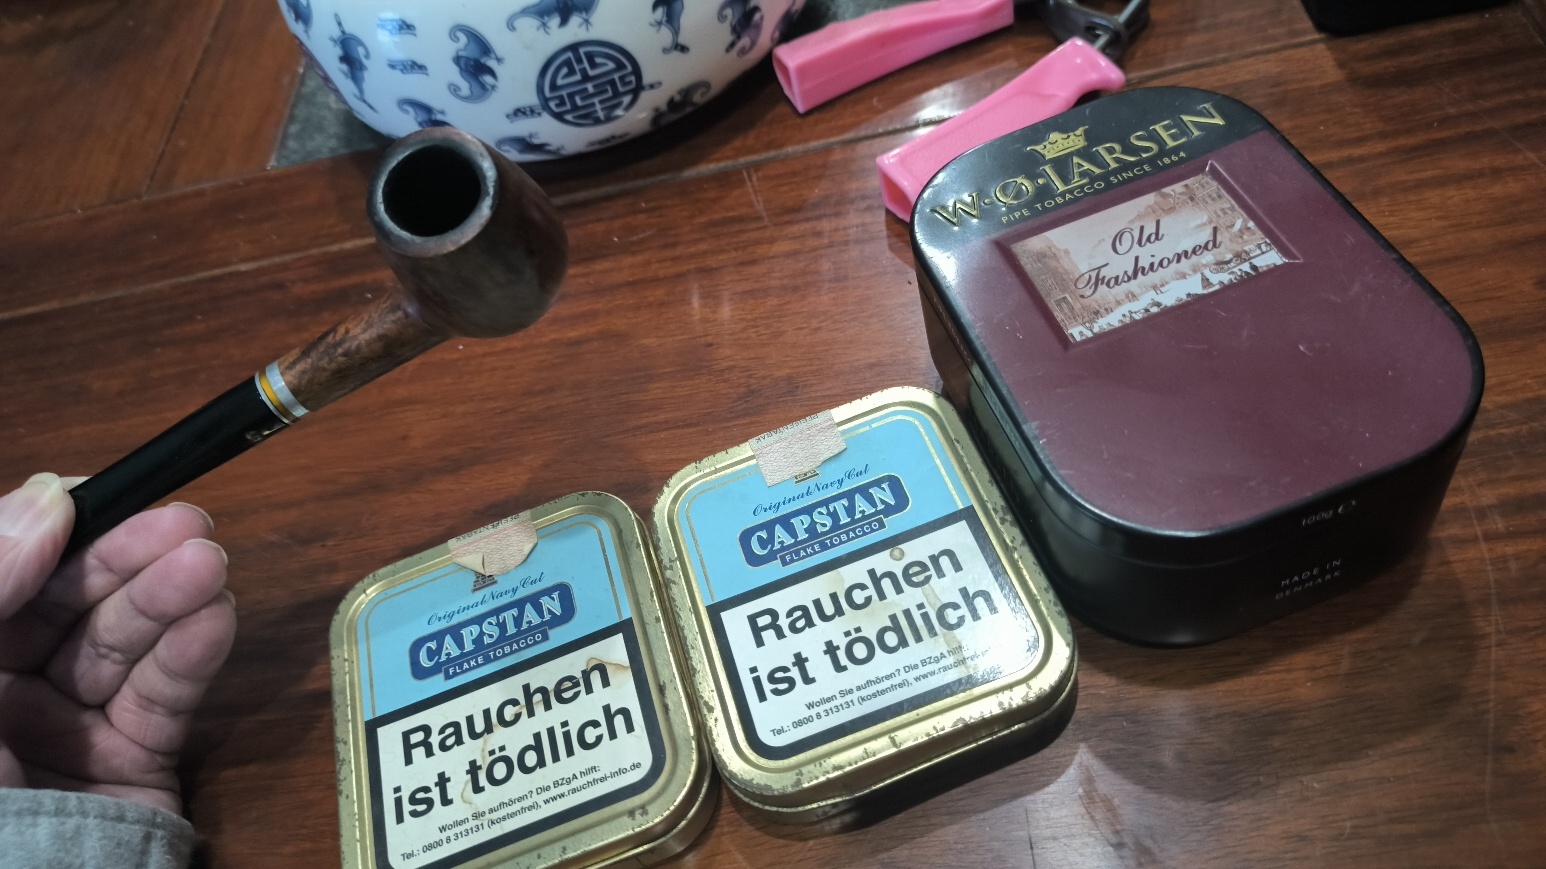 W·Ø·LARSEN
PIPE TOBACCO SINCE 1864
Old
Fashioned
100g ℮
MADE IN
DENMARK
Original Navy Cut
CAPSTAN
FLAKE TOBACCO
Rauchen
ist tödlich
Wollen Sie aufhören? Die BZgA hilft:
Tel.: 0800 8 313131 (kostenfrei), www.rauchfrei-info.de
PFEIFENTABAK
Original Navy Cut
CAPSTAN
FLAKE TOBACCO
Rauchen
ist tödlich
Wollen Sie aufhören? Die BZgA hilft:
Tel.: 0800 8 313131 (kostenfrei),